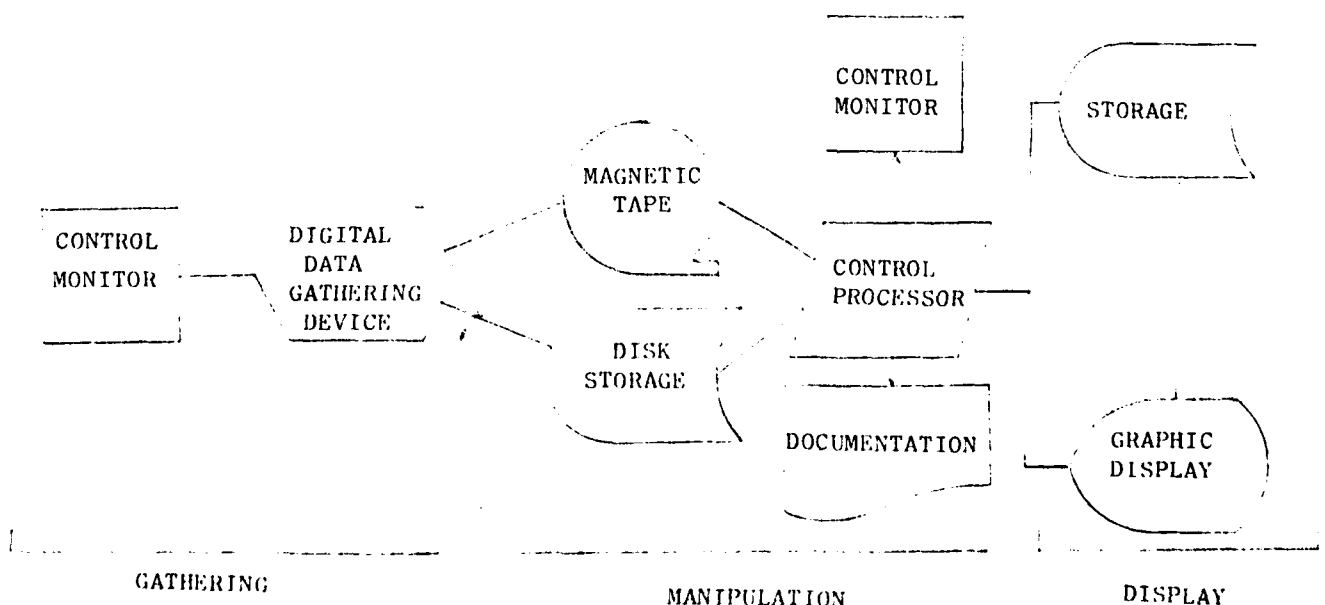 CONTROL
MONITOR
DIGITAL
DATA
GATHERING
DEVICE
MAGNETIC
TAPE
DISK
STORAGE
CONTROL
MONITOR
CONTROL
PROCESSOR
DOCUMENTATION
STORAGE
GRAPHIC
DISPLAY
GATHERING
MANIPULATION
DISPLAY